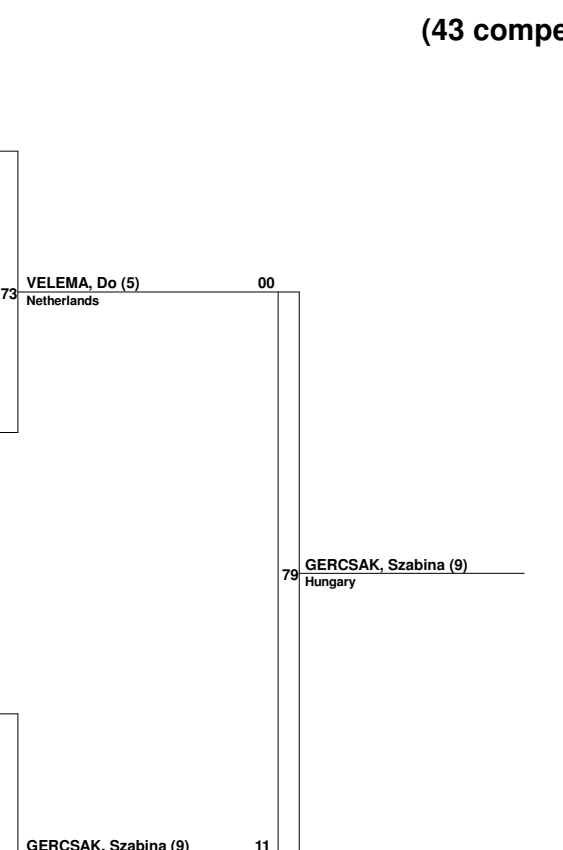 (43 compe
73
VELEMA, Do (5) 00
Netherlands
79
GERCSAK, Szabina (9)
Hungary
GERCSAK, Szabina (9) 11